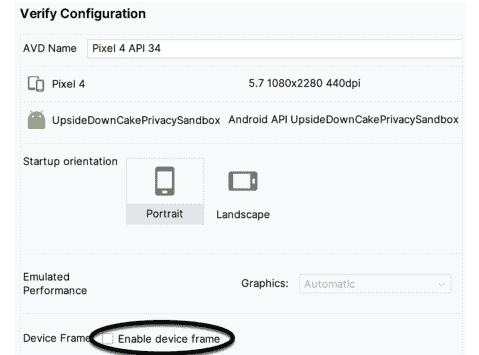 Verify Configuration
AVD Name Pixel 4 API 34
Pixel 4 5.7 1080x2280 440dpi
UpsideDownCakePrivacySandbox Android API UpsideDownCakePrivacySandbox
Startup orientation
Portrait Landscape
Emulated
Performance
Graphics: Automatic
Device Frame Enable device frame